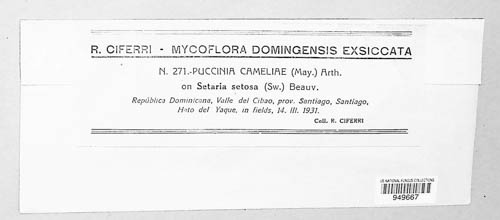 R. CIFERRI - MYCOFLORA DOMINGENSIS EXSICCATA
N. 271.-PUCCINIA CAMELIAE (May.) Arth.
on Setaria setosa (Sw.) Beauv.
República Dominicana, Valle del Cibao, prov. Santiago, Santiago,
Hato del Yaque, in fields, 14. III. 1931.
Coll. R. CIFERRI
US NATIONAL FUNGUS COLLECTIONS
949667